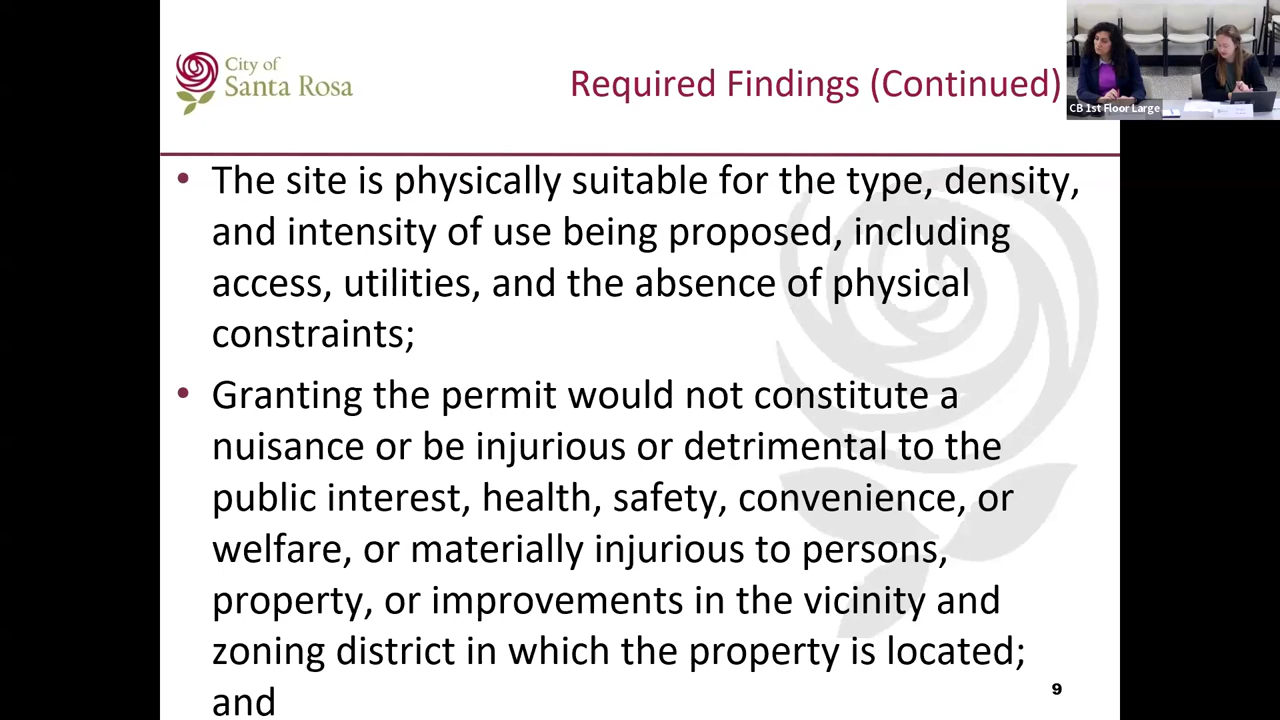 City of
Santa Rosa
Required Findings (Continued)
CB 1st Floor Large
• The site is physically suitable for the type, density,
and intensity of use being proposed, including
access, utilities, and the absence of physical
constraints;
• Granting the permit would not constitute a
nuisance or be injurious or detrimental to the
public interest, health, safety, convenience, or
welfare, or materially injurious to persons,
property, or improvements in the vicinity and
zoning district in which the property is located;
and
9